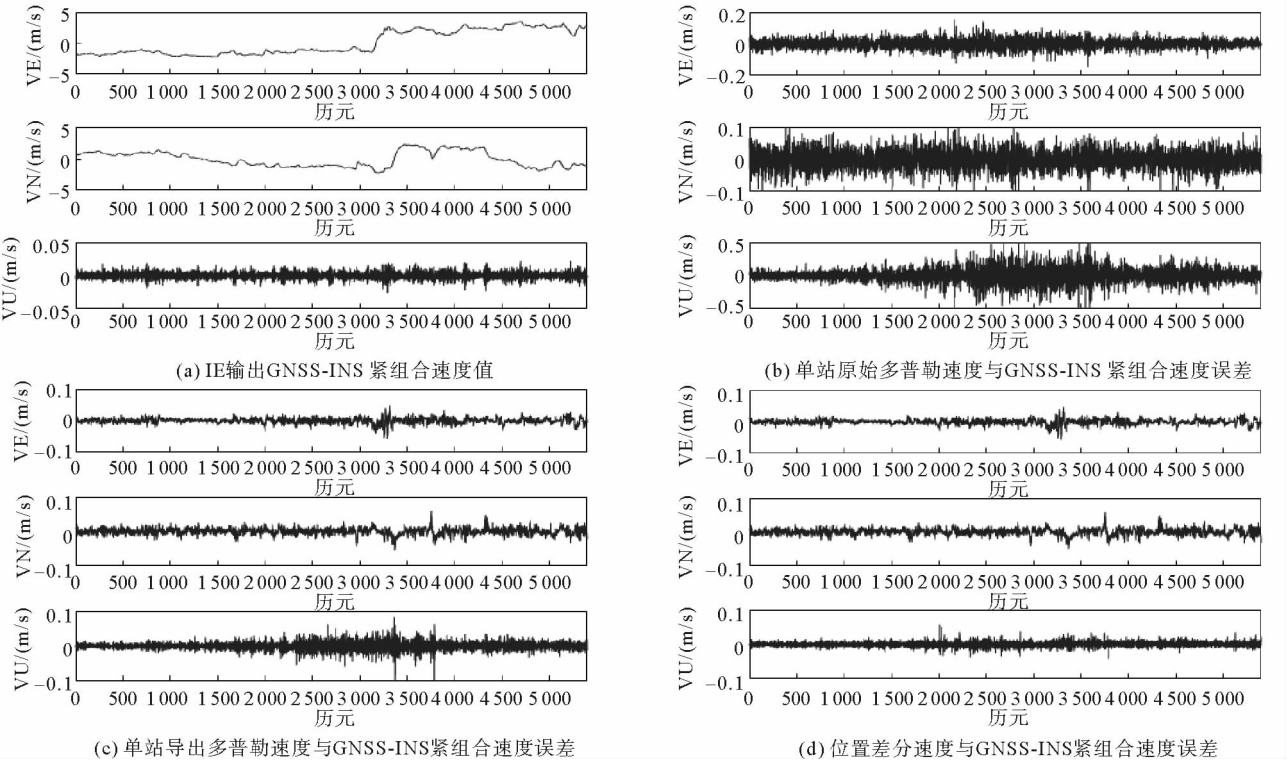 5
0
−5
VE/(m/s)
0 500 1 000 1 500 2 000 2 500 3 000 3 500 4 000 4 500 5 000
历元
5
0
−5
VN/(m/s)
0 500 1 000 1 500 2 000 2 500 3 000 3 500 4 000 4 500 5 000
历元
0.05
0
−0.05
VU/(m/s)
0 500 1 000 1 500 2 000 2 500 3 000 3 500 4 000 4 500 5 000
历元
(a) IE输出GNSS-INS 紧组合速度值
0.2
0
−0.2
VE/(m/s)
0 500 1 000 1 500 2 000 2 500 3 000 3 500 4 000 4 500 5 000
历元
0.1
0
−0.1
VN/(m/s)
0 500 1 000 1 500 2 000 2 500 3 000 3 500 4 000 4 500 5 000
历元
0.5
0
−0.5
VU/(m/s)
0 500 1 000 1 500 2 000 2 500 3 000 3 500 4 000 4 500 5 000
历元
(b) 单站原始多普勒速度与GNSS-INS 紧组合速度误差
0.1
0
−0.1
VE/(m/s)
0 500 1 000 1 500 2 000 2 500 3 000 3 500 4 000 4 500 5 000
历元
0.1
0
−0.1
VN/(m/s)
0 500 1 000 1 500 2 000 2 500 3 000 3 500 4 000 4 500 5 000
历元
0.1
0
−0.1
VU/(m/s)
0 500 1 000 1 500 2 000 2 500 3 000 3 500 4 000 4 500 5 000
历元
(c) 单站导出多普勒速度与GNSS-INS紧组合速度误差
0.1
0
−0.1
VE/(m/s)
0 500 1 000 1 500 2 000 2 500 3 000 3 500 4 000 4 500 5 000
历元
0.1
0
−0.1
VN/(m/s)
0 500 1 000 1 500 2 000 2 500 3 000 3 500 4 000 4 500 5 000
历元
0.1
0
−0.1
VU/(m/s)
0 500 1 000 1 500 2 000 2 500 3 000 3 500 4 000 4 500 5 000
历元
(d) 位置差分速度与GNSS-INS紧组合速度误差